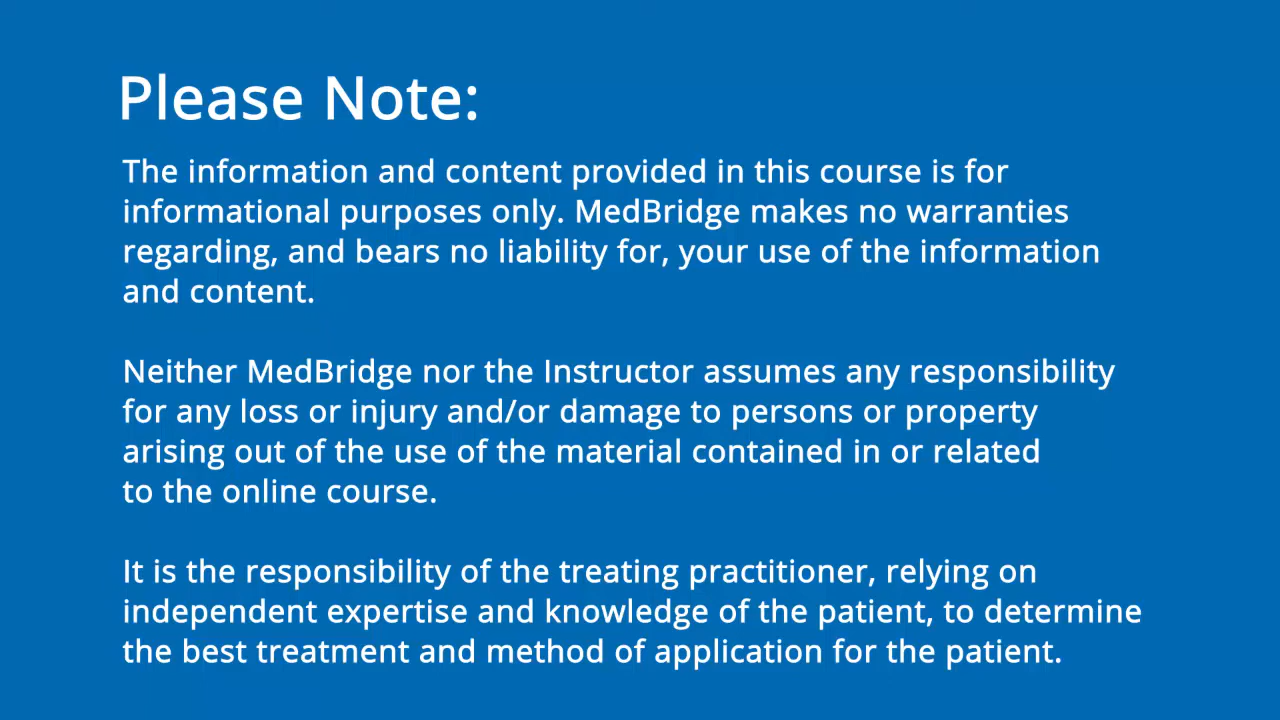 Please Note:
The information and content provided in this course is for
informational purposes only. MedBridge makes no warranties
regarding, and bears no liability for, your use of the information
and content.
Neither MedBridge nor the Instructor assumes any responsibility
for any loss or injury and/or damage to persons or property
arising out of the use of the material contained in or related
to the online course.
It is the responsibility of the treating practitioner, relying on
independent expertise and knowledge of the patient, to determine
the best treatment and method of application for the patient.